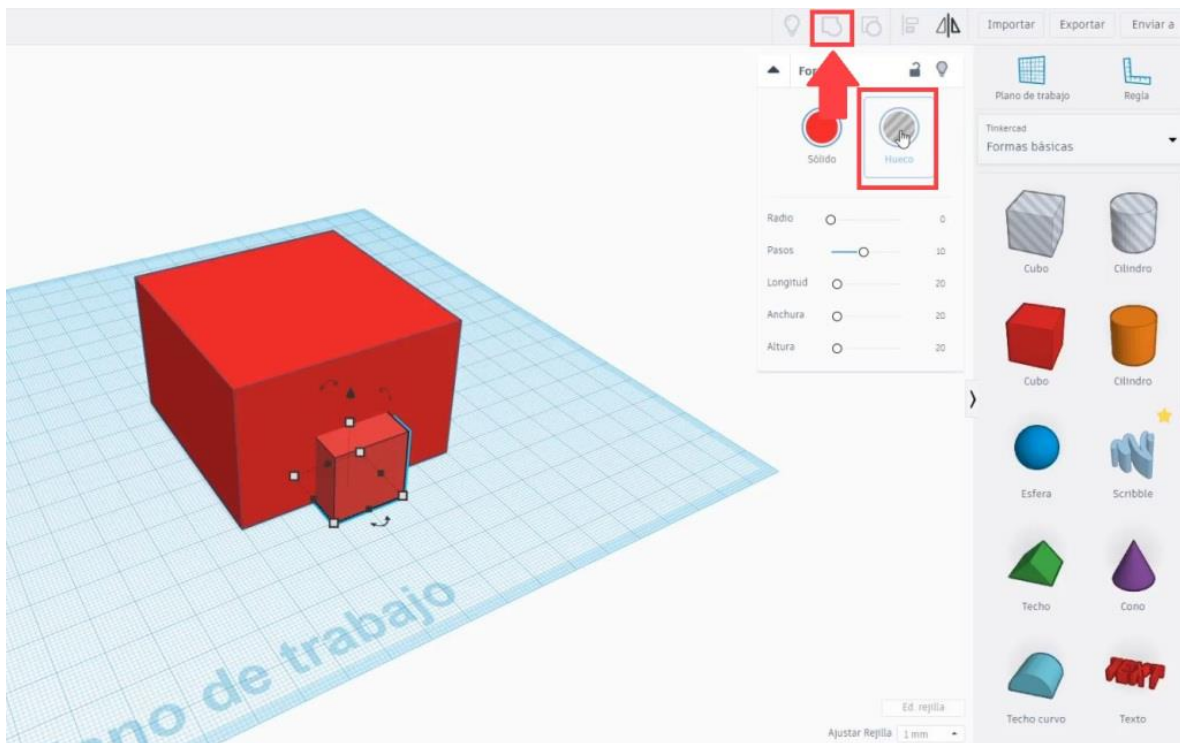 Importar Exportar Enviar a
Plano de trabajo Regla
Tinkercad
Formas básicas
Sólido Hueco
Radio 0
Pasos 10
Longitud 20
Anchura 20
Altura 20
Cubo Cilindro
Cubo Cilindro
Esfera Scribble
Techo Cono
TEXT
Techo curvo Texto
ano de trabajo
Ed. rejilla
Ajustar Rejilla 1 mm